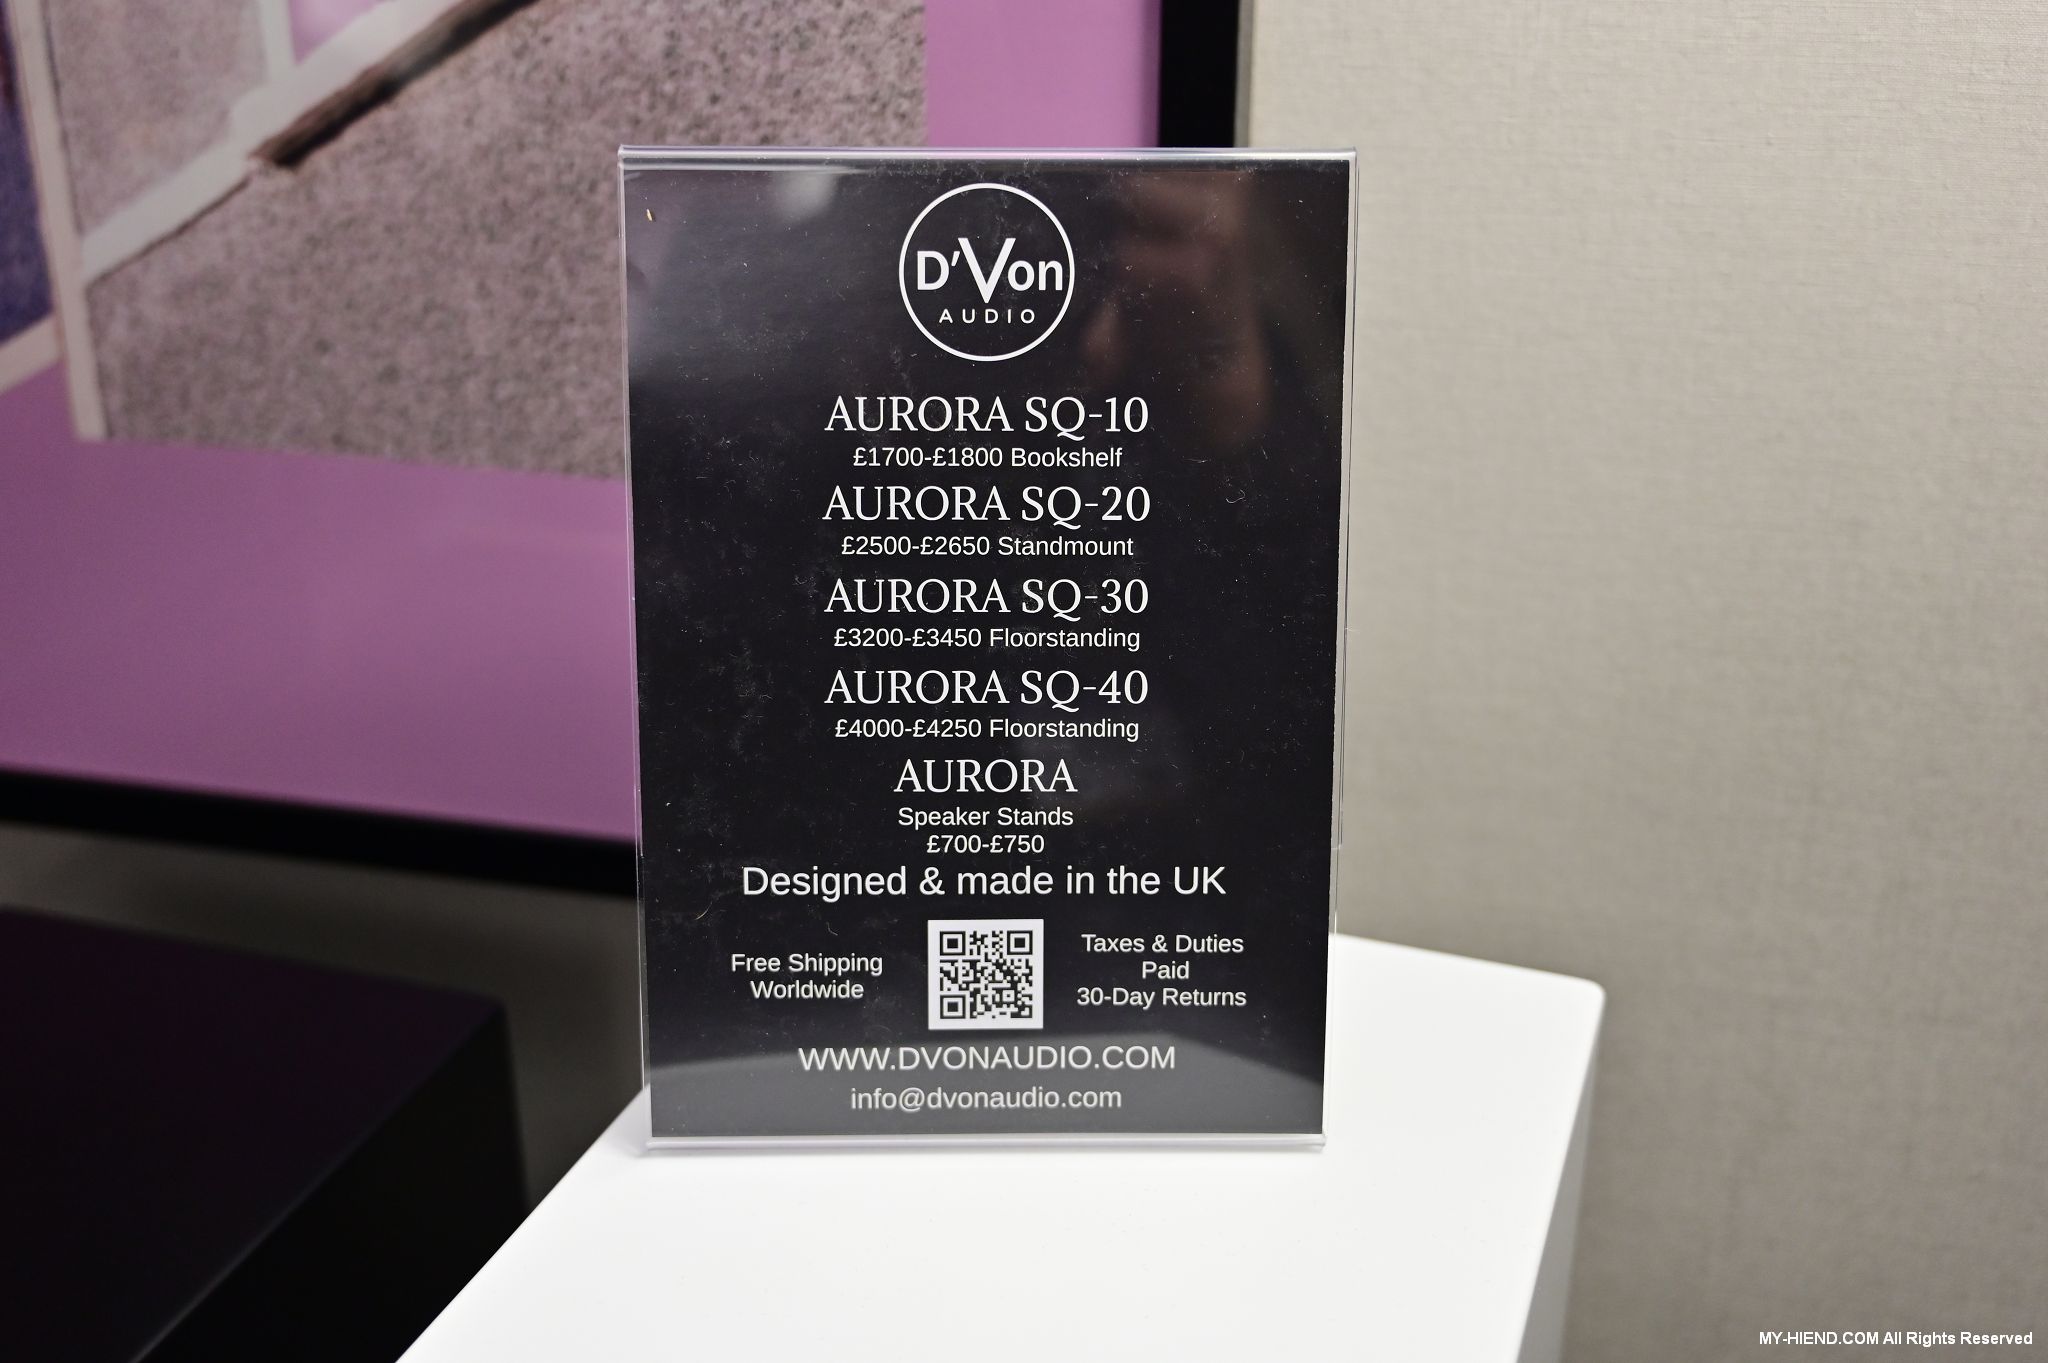 D'Von
AUDIO
AURORA SQ-10
£1700-£1800 Bookshelf
AURORA SQ-20
£2500-£2650 Standmount
AURORA SQ-30
£3200-£3450 Floorstanding
AURORA SQ-40
£4000-£4250 Floorstanding
AURORA
Speaker Stands
£700-£750
Designed & made in the UK
Free Shipping
Worldwide
Taxes & Duties
Paid
30-Day Returns
WWW.DVONAUDIO.COM
info@dvonaudio.com
MY-HIEND.COM All Rights Reserved